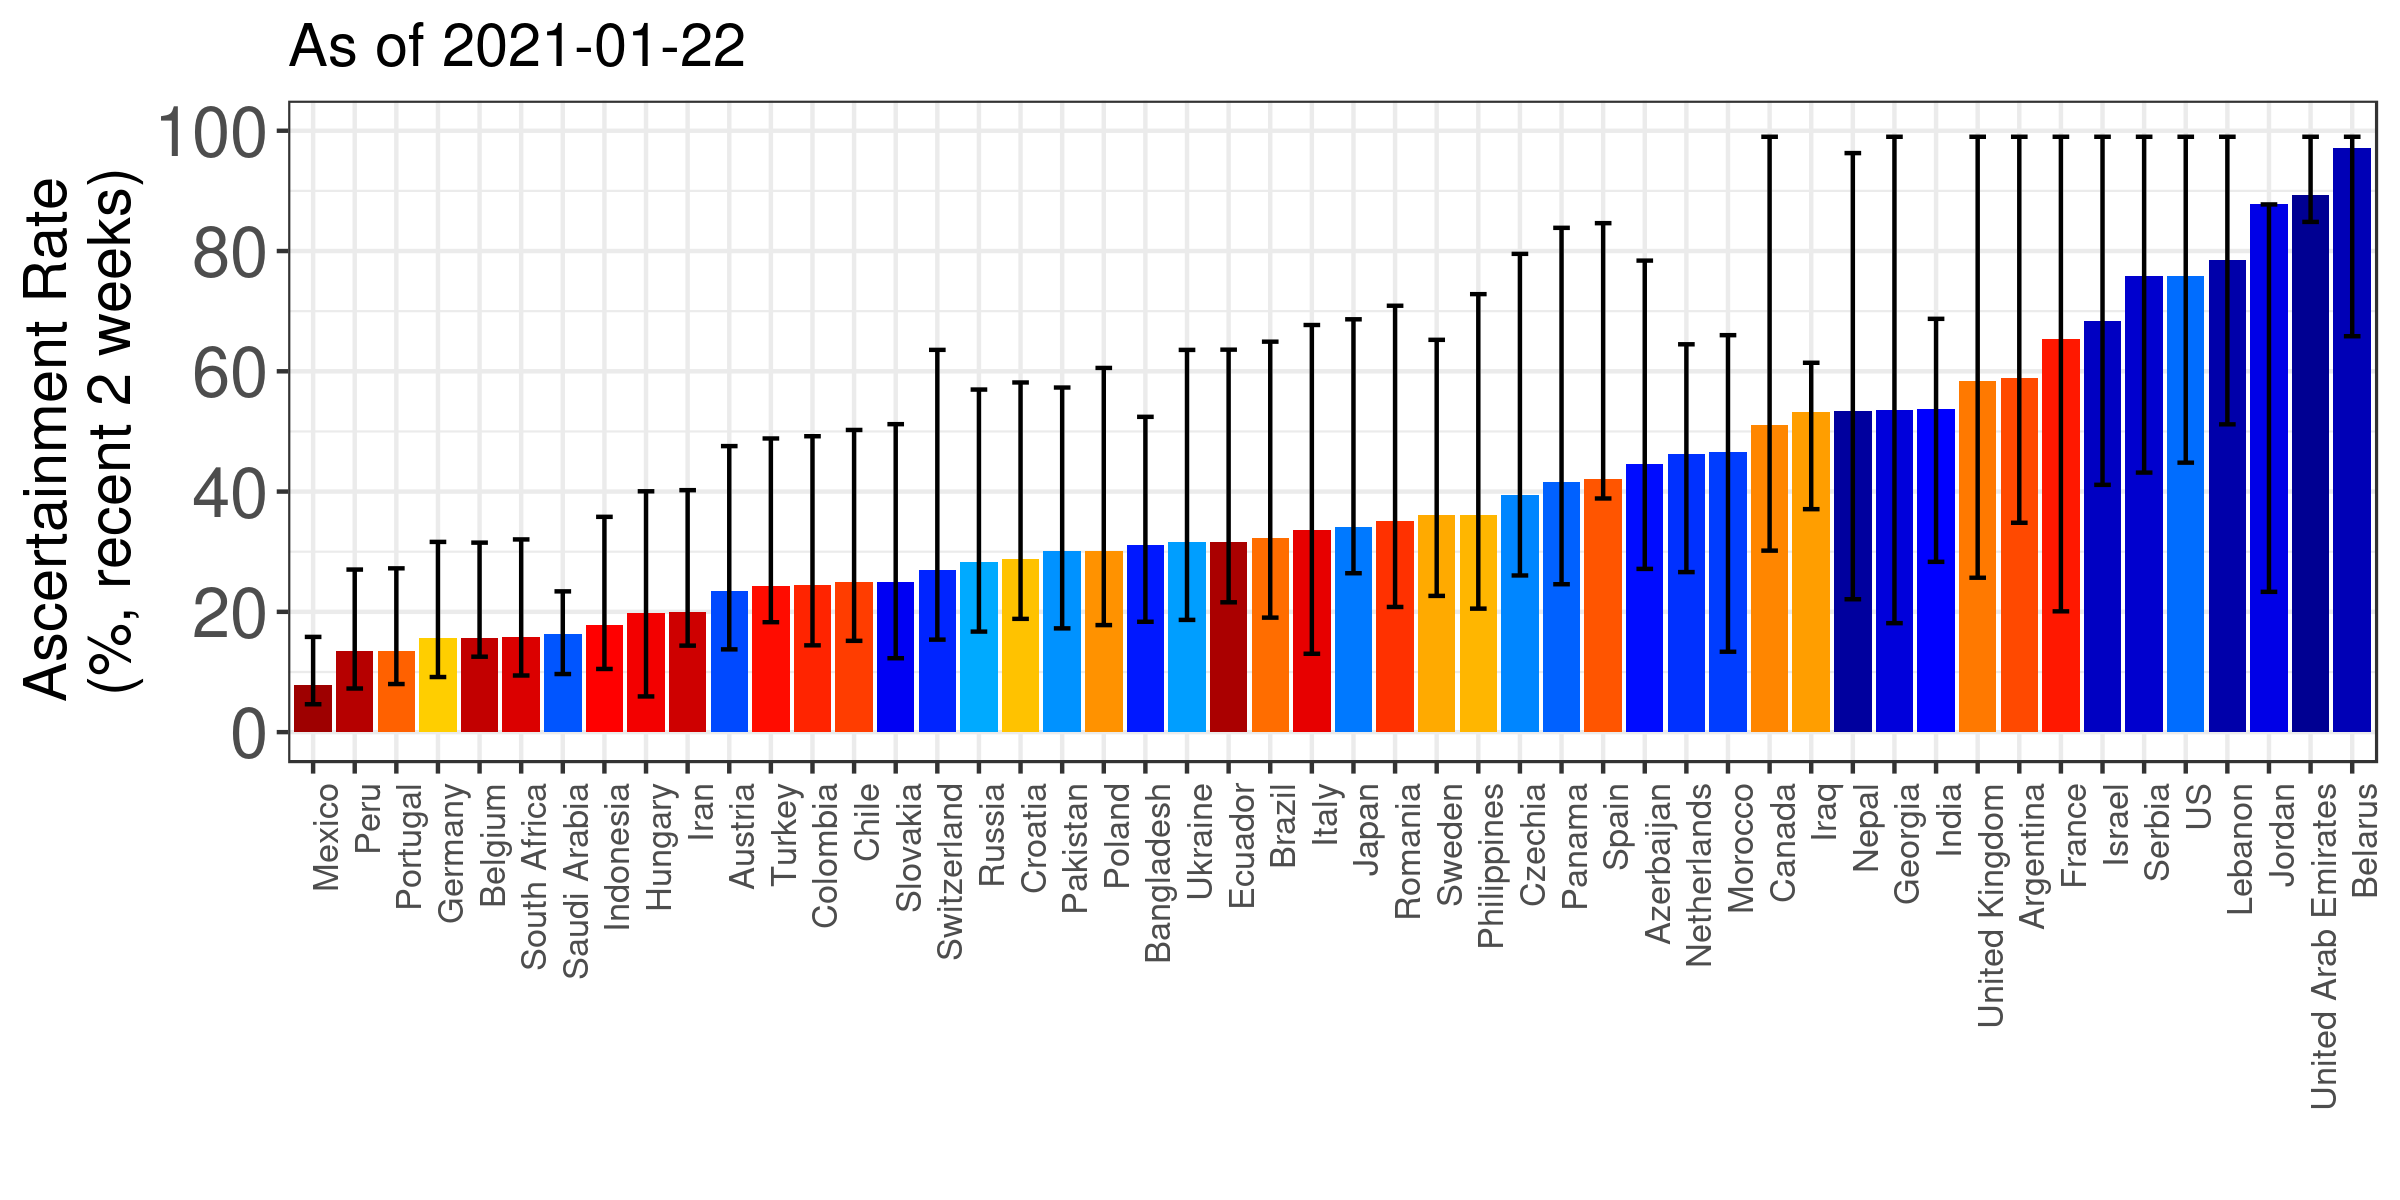 As of 2021-01-22
Ascertainment Rate
(%, recent 2 weeks)
100
80
60
40
20
0
Mexico
Peru
Portugal
Germany
Belgium
South Africa
Saudi Arabia
Indonesia
Hungary
Iran
Austria
Turkey
Colombia
Chile
Slovakia
Switzerland
Russia
Croatia
Pakistan
Poland
Bangladesh
Ukraine
Ecuador
Brazil
Italy
Japan
Romania
Sweden
Philippines
Czechia
Panama
Spain
Azerbaijan
Netherlands
Morocco
Canada
Iraq
Nepal
Georgia
India
United Kingdom
Argentina
France
Israel
Serbia
US
Lebanon
Jordan
United Arab Emirates
Belarus